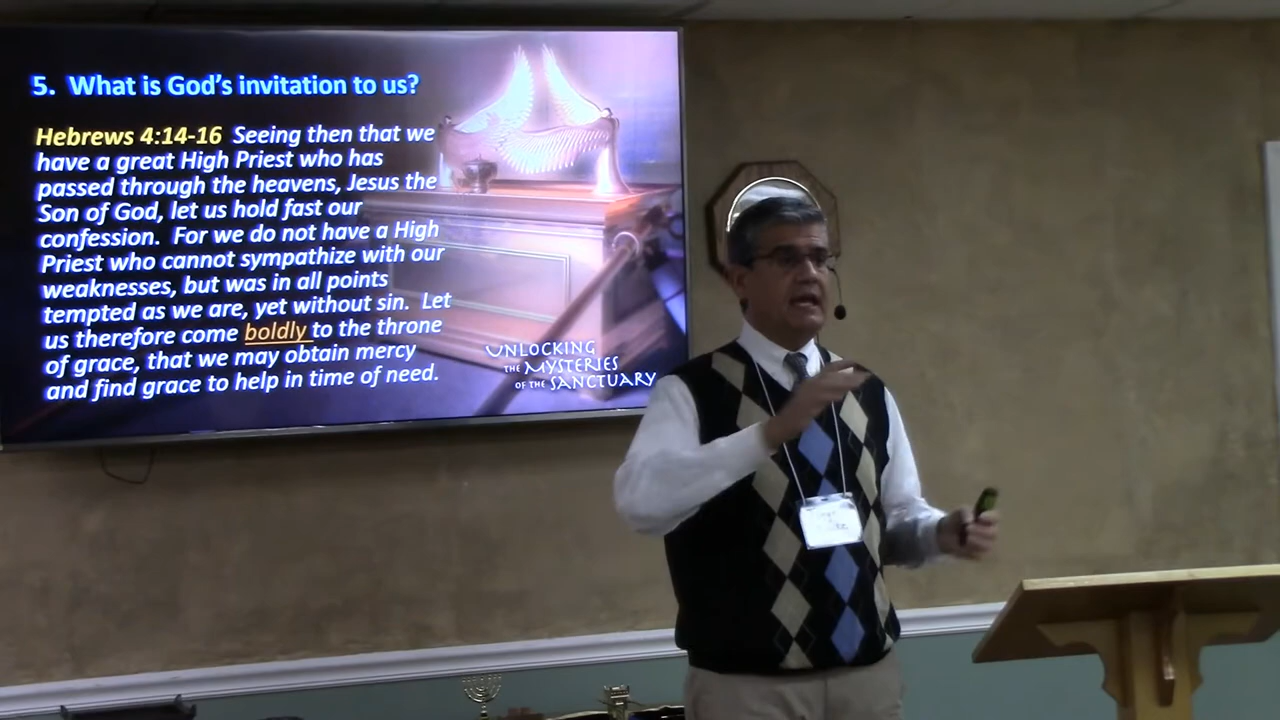 5. What is God's invitation to us?
Hebrews 4:14-16 Seeing then that we
have a great High Priest who has
passed through the heavens, Jesus the
Son of God, let us hold fast our
confession. For we do not have a High
Priest who cannot sympathize with our
weaknesses, but was in all points
tempted as we are, yet without sin. Let
us therefore come boldly to the throne
of grace, that we may obtain mercy
and find grace to help in time of need.
UNLOCKING
THE MYSTERIES
OF THE SANCTUARY